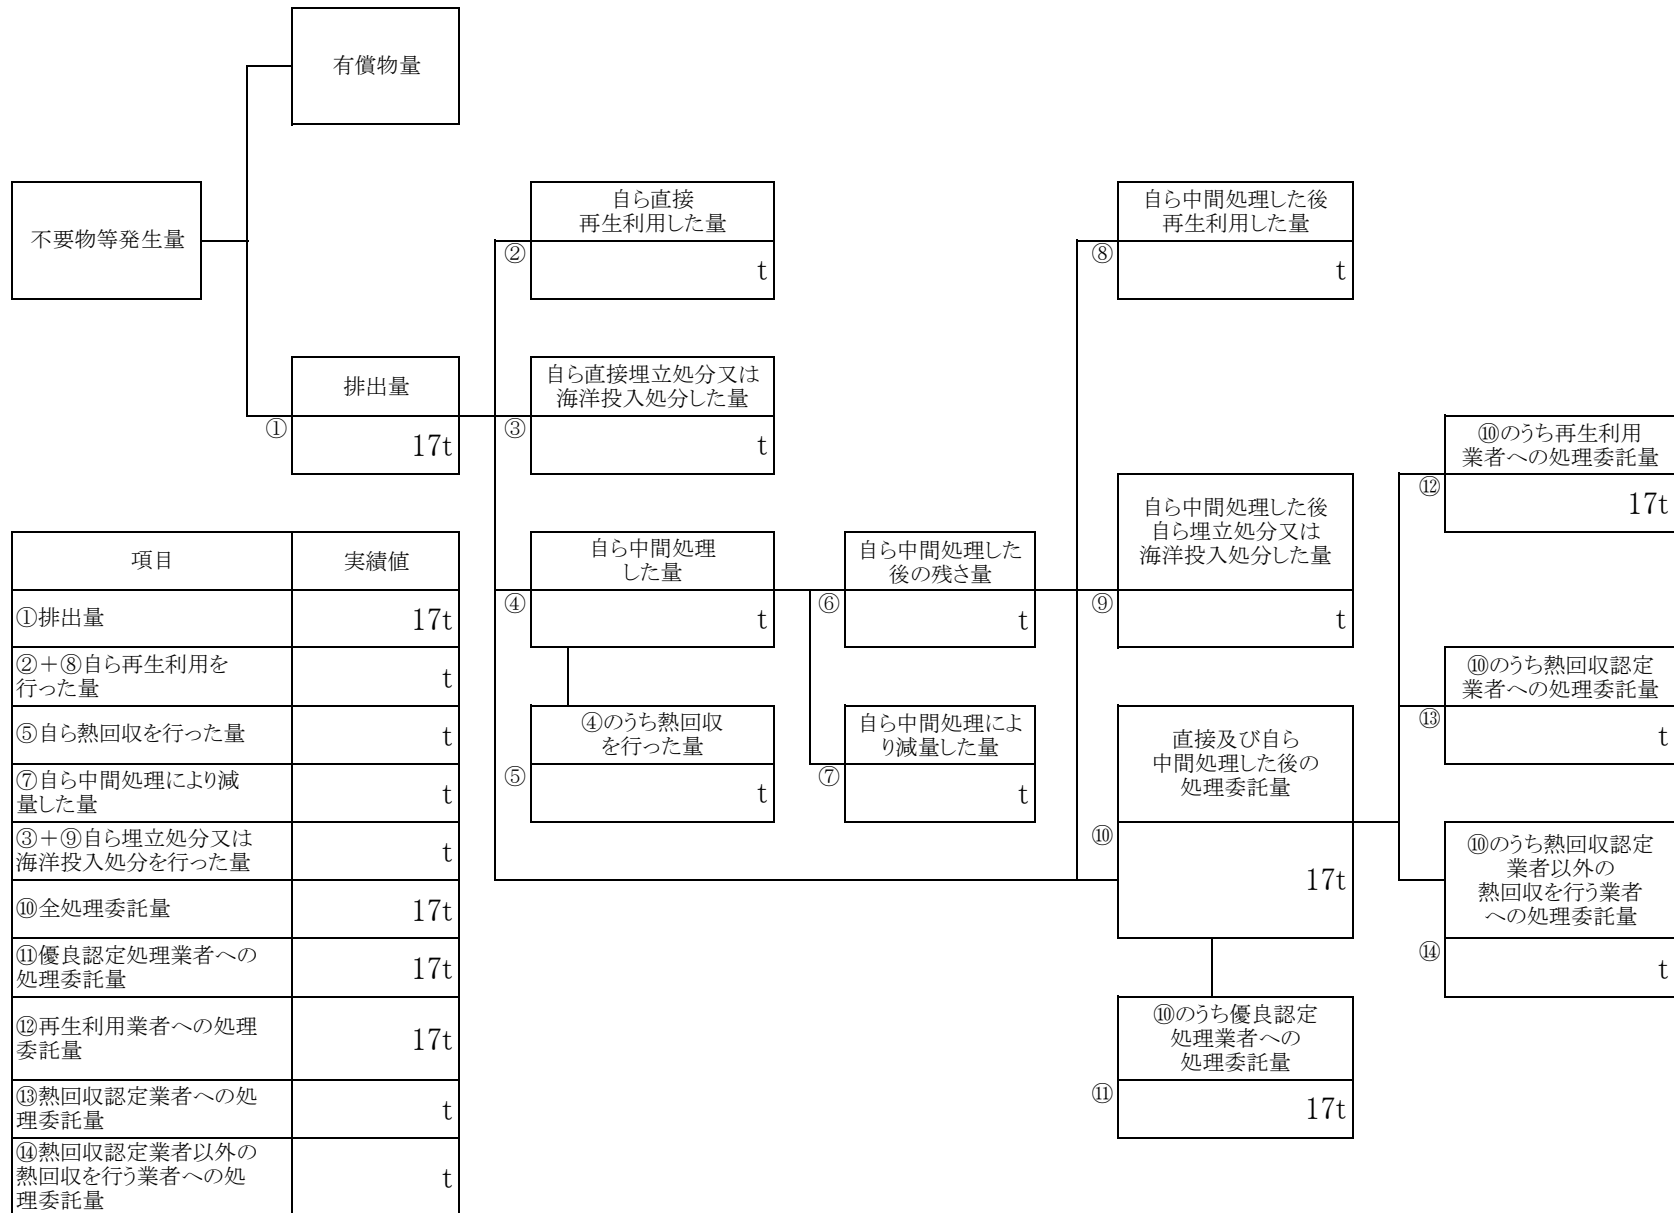 有償物量
不要物等発生量
自ら直接
再生利用した量
②
t
自ら中間処理した後
再生利用した量
⑧
t
排出量
①
17t
自ら直接埋立処分又は
海洋投入処分した量
③
t
⑩のうち再生利用
業者への処理委託量
⑫
17t
自ら中間処理
した量
④
t
自ら中間処理した
後の残さ量
⑥
t
自ら中間処理した後
自ら埋立処分又は
海洋投入処分した量
⑨
t
⑩のうち熱回収認定
業者への処理委託量
⑬
t
④のうち熱回収
を行った量
⑤
t
自ら中間処理によ
り減量した量
⑦
t
直接及び自ら
中間処理した後の
処理委託量
⑩
17t
⑩のうち熱回収認定
業者以外の
熱回収を行う業者
への処理委託量
⑭
t
⑩のうち優良認定
処理業者への
処理委託量
⑪
17t
項目 実績値
①排出量 17t
②+⑧自ら再生利用を
行った量 t
⑤自ら熱回収を行った量 t
⑦自ら中間処理により減
量した量 t
③+⑨自ら埋立処分又は
海洋投入処分を行った量 t
⑩全処理委託量 17t
⑪優良認定処理業者への
処理委託量 17t
⑫再生利用業者への処理
委託量 17t
⑬熱回収認定業者への処
理委託量 t
⑭熱回収認定業者以外の
熱回収を行う業者への処
理委託量 t